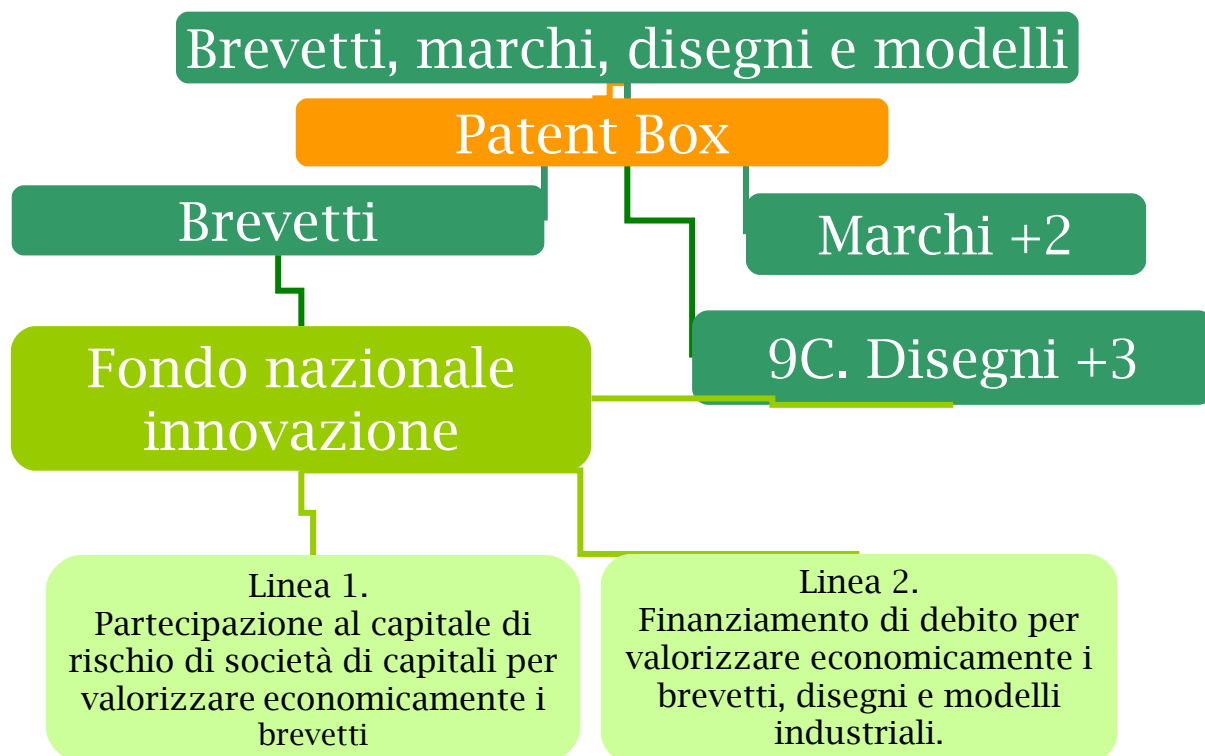 Brevetti, marchi, disegni e modelli
Patent Box
Brevetti
Marchi +2
9C. Disegni +3
Fondo nazionale
innovazione
Linea 1.
Partecipazione al capitale di
rischio di società di capitali per
valorizzare economicamente i
brevetti
Linea 2.
Finanziamento di debito per
valorizzare economicamente i
brevetti, disegni e modelli
industriali.